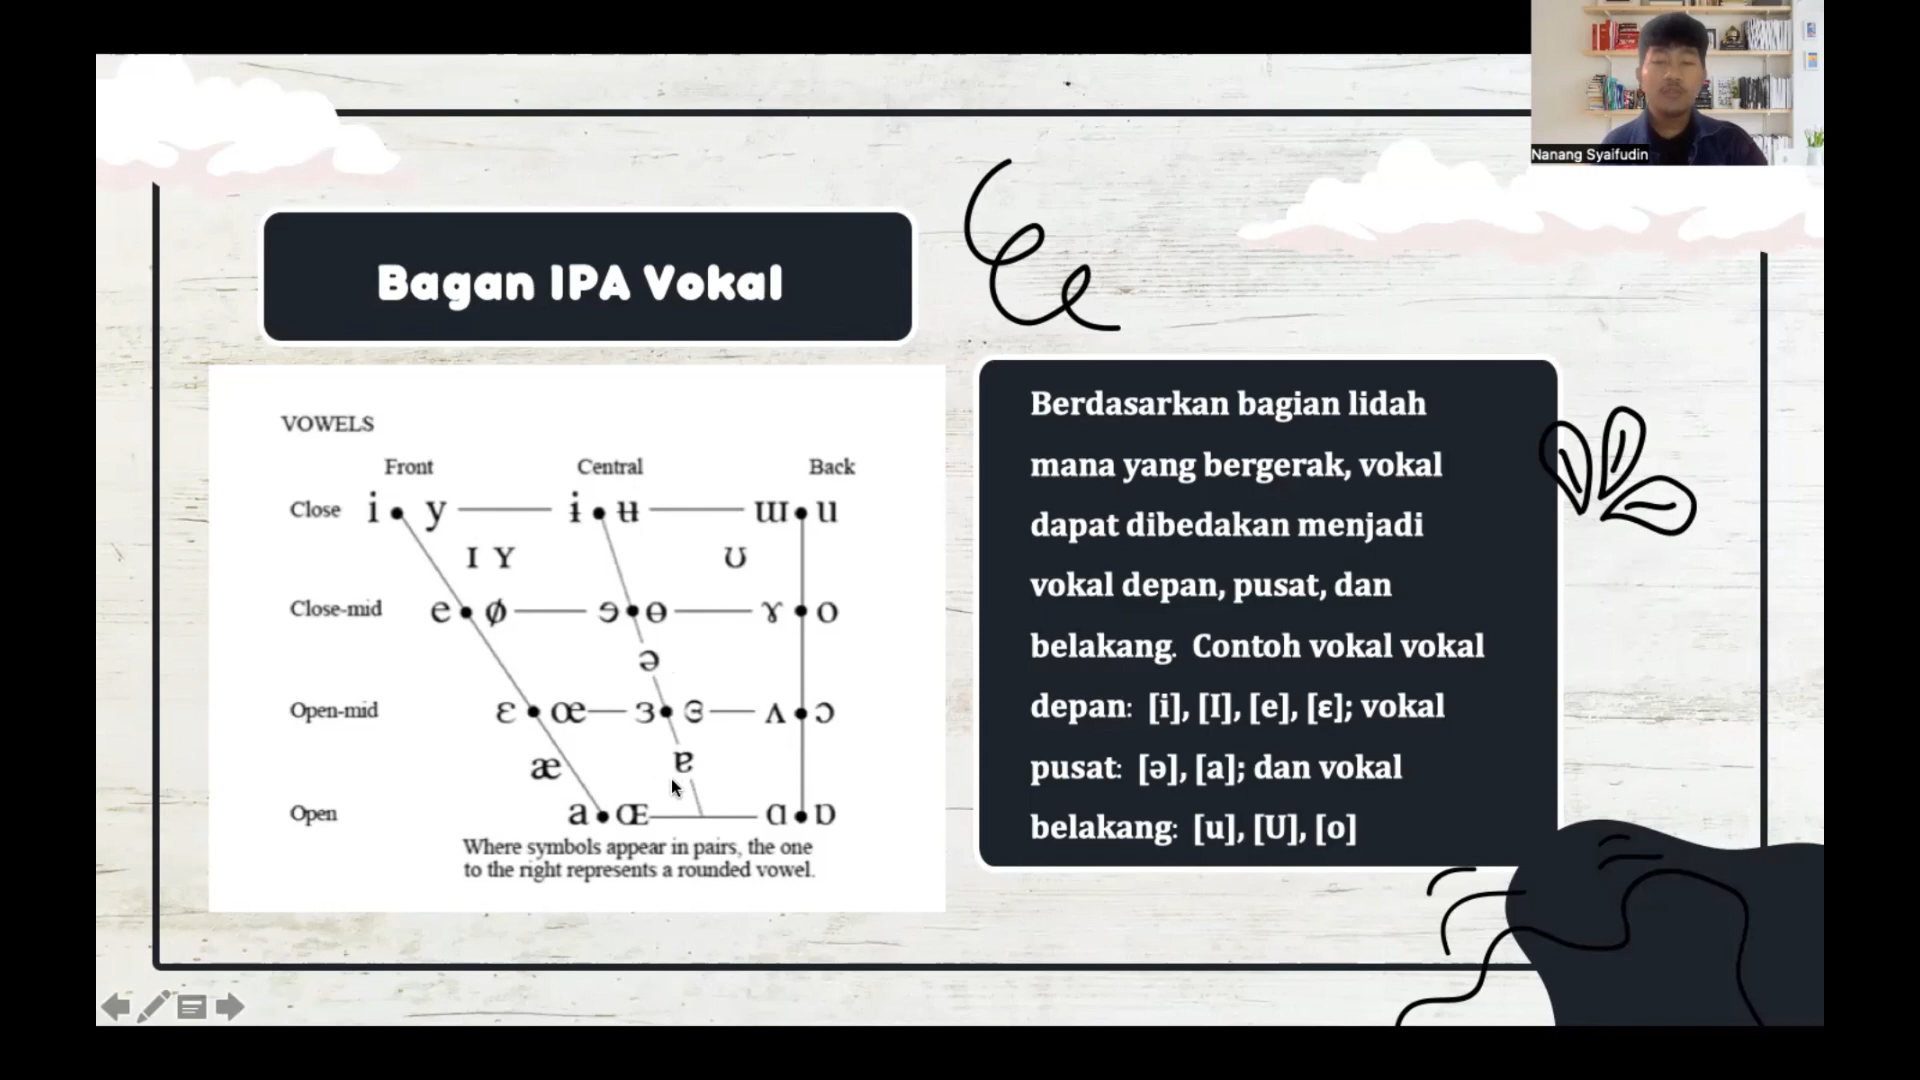 Nanang Syaifudin
Bagan IPA Vokal
VOWELS
Front Central Back
Close i y ɨ ʉ ɯ u
I Y ʊ
Close-mid e ø ɘ ɵ ɤ o
ə
Open-mid ɛ œ ɜ ɞ ʌ ɔ
æ ɐ
Open a Œ ɑ ɒ
Where symbols appear in pairs, the one
to the right represents a rounded vowel.
Berdasarkan bagian lidah
mana yang bergerak, vokal
dapat dibedakan menjadi
vokal depan, pusat, dan
belakang. Contoh vokal vokal
depan: [i], [I], [e], [ɛ]; vokal
pusat: [ə], [a]; dan vokal
belakang: [u], [U], [o]